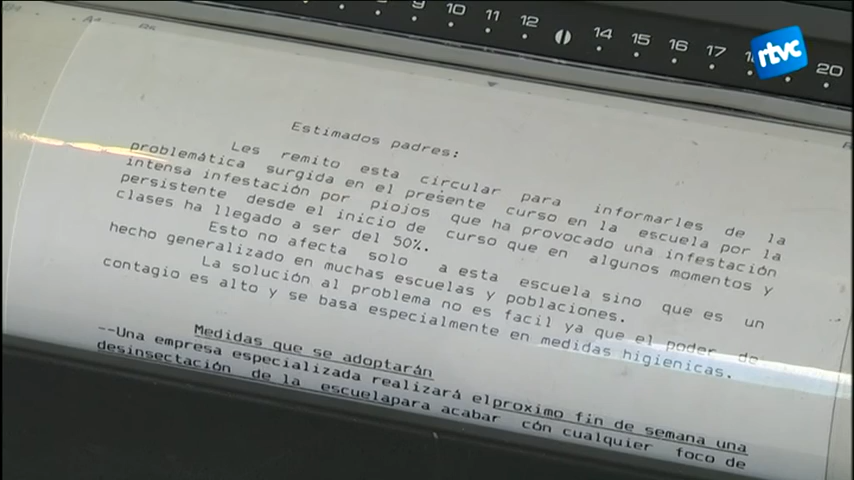 9 10 11 12 14 15 16 17 20
rtvc
Estimados padres:
Les remito esta circular para informarles de la
problemática surgida en el presente curso en la escuela por la
intensa infestación por piojos que ha provocado una infestación
persistente desde el inicio de curso que en algunos momentos y
clases ha llegado a ser del 50%.
Esto no afecta solo a esta escuela sino que es un
hecho generalizado en muchas escuelas y poblaciones.
La solución al problema no es facil ya que el poder de
contagio es alto y se basa especialmente en medidas higienicas.
Medidas que se adoptarán
--Una empresa especializada realizará elproximo fin de semana una
desinsectación de la escuelapara acabar cón cualquier foco de